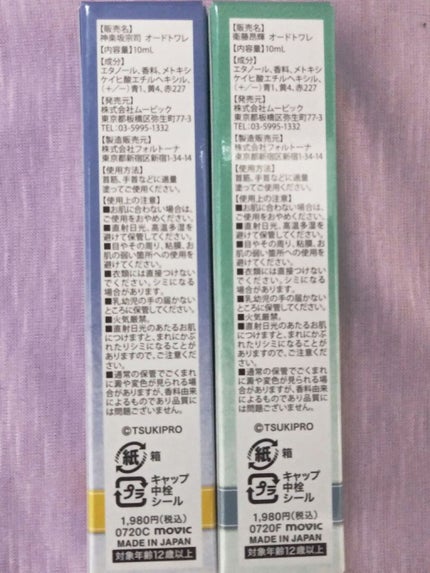 【販売名】
神楽坂宗司 オードトワレ
【内容量】10mL
【成分】
エタノール、香料、メトキシ
ケイヒ酸エチルヘキシル、
(+/−)青1、黄4、赤227
【発売元】
株式会社ムービック
東京都板橋区弥生町77-3
TEL:03-5995-1332
【製造販売元】
株式会社フォルトーナ
東京都新宿区新宿1-34-14
【使用方法】
首筋、手首などに適量
塗ってご使用ください。
【使用上の注意】
■お肌に合わない場合は、
ご使用をおやめください。
■直射日光、高温多湿を
避けて保管してください。
■目やその周り、粘膜、お
肌の弱い箇所への使用を
避けてください。
■衣類には直接つけない
でください。シミになる
場合があります。
■乳幼児の手の届かない
ところに保管してください。
■火気厳禁。
■直射日光のあたるお肌
につけますと、まれにかぶ
れたりシミになることが
ありますので、ご注意くだ
さい。
■通常の保管でごくまれ
に澱や変色が見られる場
合がありますが、香料由来
によるものであり品質に
は問題ございません。
©TSUKIPRO
紙 箱
プラ キャップ
中栓
シール
1,980円(税込)
0720C movic
MADE IN JAPAN
対象年齢12歳以上
【販売名】
衛藤昂輝 オードトワレ
【内容量】10mL
【成分】
エタノール、香料、メトキシ
ケイヒ酸エチルヘキシル、
(+/−)青1、黄4、赤227
【発売元】
株式会社ムービック
東京都板橋区弥生町77-3
TEL:03-5995-1332
【製造販売元】
株式会社フォルトーナ
東京都新宿区新宿1-34-14
【使用方法】
首筋、手首などに適量
塗ってご使用ください。
【使用上の注意】
■お肌に合わない場合は、
ご使用をおやめください。
■直射日光、高温多湿を
避けて保管してください。
■目やその周り、粘膜、お
肌の弱い箇所への使用を
避けてください。
■衣類には直接つけない
でください。シミになる
場合があります。
■乳幼児の手の届かない
ところに保管してください。
■火気厳禁。
■直射日光のあたるお肌
につけますと、まれにかぶ
れたりシミになることが
ありますので、ご注意くだ
さい。
■通常の保管でごくまれ
に澱や変色が見られる場
合がありますが、香料由来
によるものであり品質に
は問題ございません。
©TSUKIPRO
紙 箱
プラ キャップ
中栓
シール
1,980円(税込)
0720F movic
MADE IN JAPAN
対象年齢12歳以上